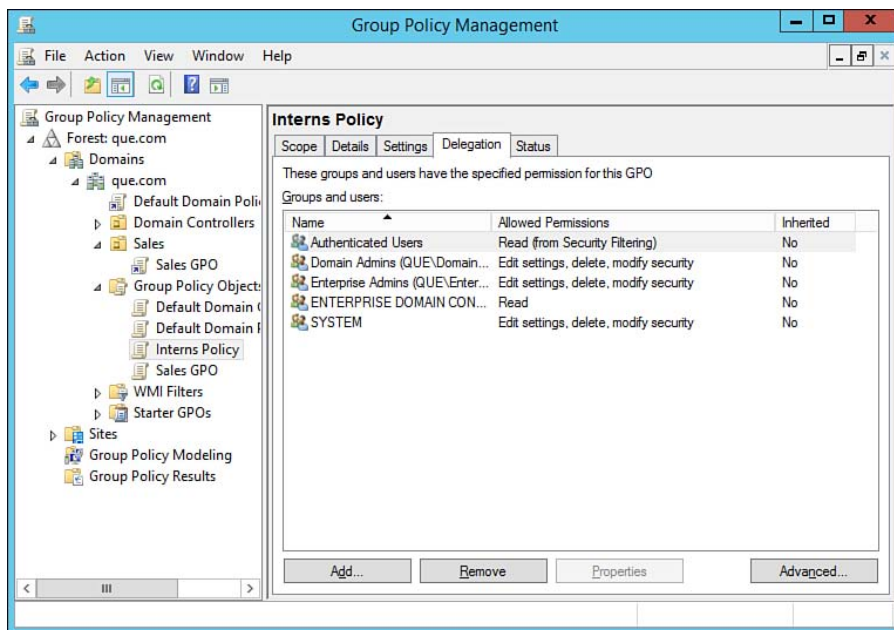 Group Policy Management
File Action View Window Help
Group Policy Management
Forest: que.com
Domains
que.com
Default Domain Poli
Domain Controllers
Sales
Sales GPO
Group Policy Object
Default Domain
Default Domain
Interns Policy
Sales GPO
WMI Filters
Starter GPOs
Sites
Group Policy Modeling
Group Policy Results
Interns Policy
Scope Details Settings Delegation Status
These groups and users have the specified permission for this GPO
Groups and users:
Name Allowed Permissions Inherited
Authenticated Users Read (from Security Filtering) No
Domain Admins (QUE\Domain... Edit settings, delete, modify security No
Enterprise Admins (QUE\Enter... Edit settings, delete, modify security No
ENTERPRISE DOMAIN CON... Read No
SYSTEM Edit settings, delete, modify security No
Add... Remove Properties Advanced...